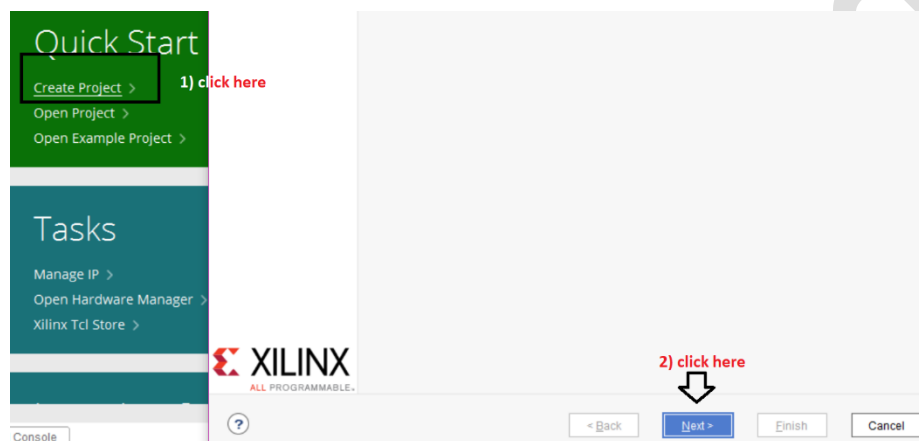 Quick Start
Create Project >
1) click here
Open Project >
Open Example Project >
Tasks
Manage IP >
Open Hardware Manager >
Xilinx Tcl Store >
XILINX
ALL PROGRAMMABLE.
2) click here
?
< Back
Next >
Finish
Cancel
Console